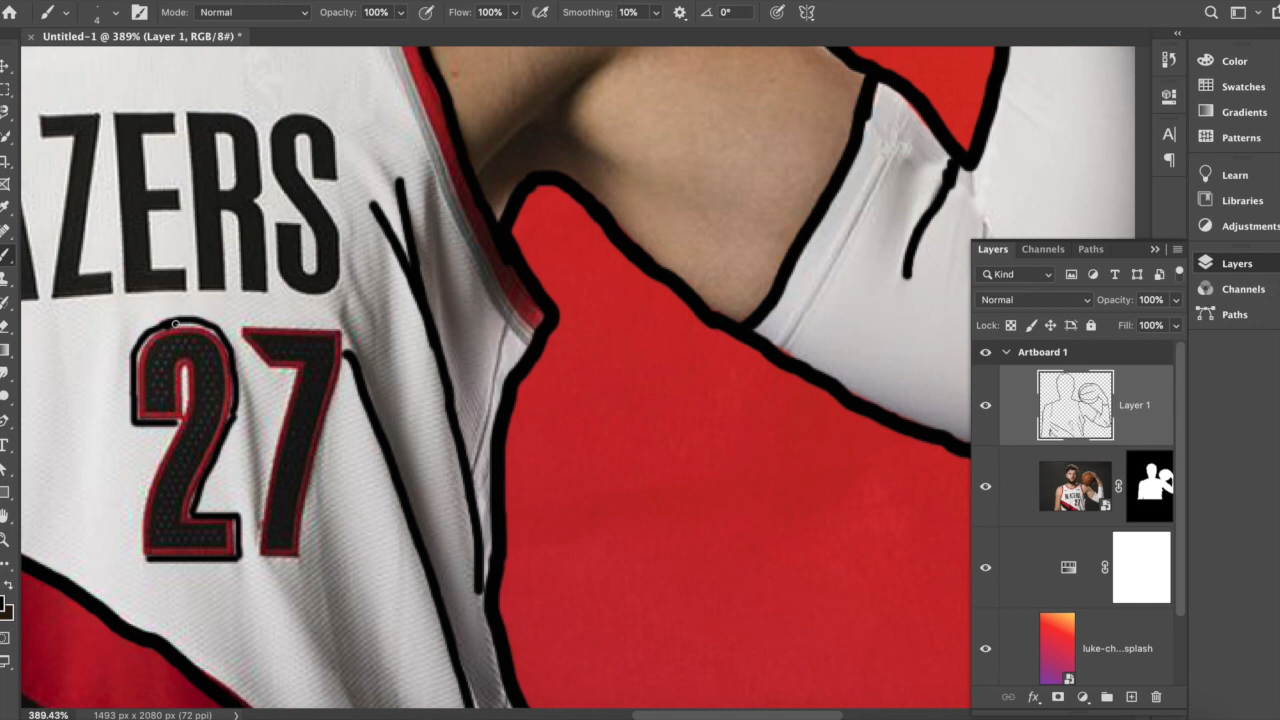 4 Mode: Normal Opacity: 100% Flow: 100% Smoothing: 10% 0°
× Untitled-1 @ 389% (Layer 1, RGB/8#) *
AZERS
27
Color
Swatches
Gradients
Patterns
Learn
Libraries
Adjustments
Layers
Channels
Paths
Layers Channels Paths
Kind
Normal Opacity: 100%
Lock: Fill: 100%
Artboard 1
Layer 1
luke-ch...splash
fx
389.43% 1493 px x 2080 px (72 ppi)